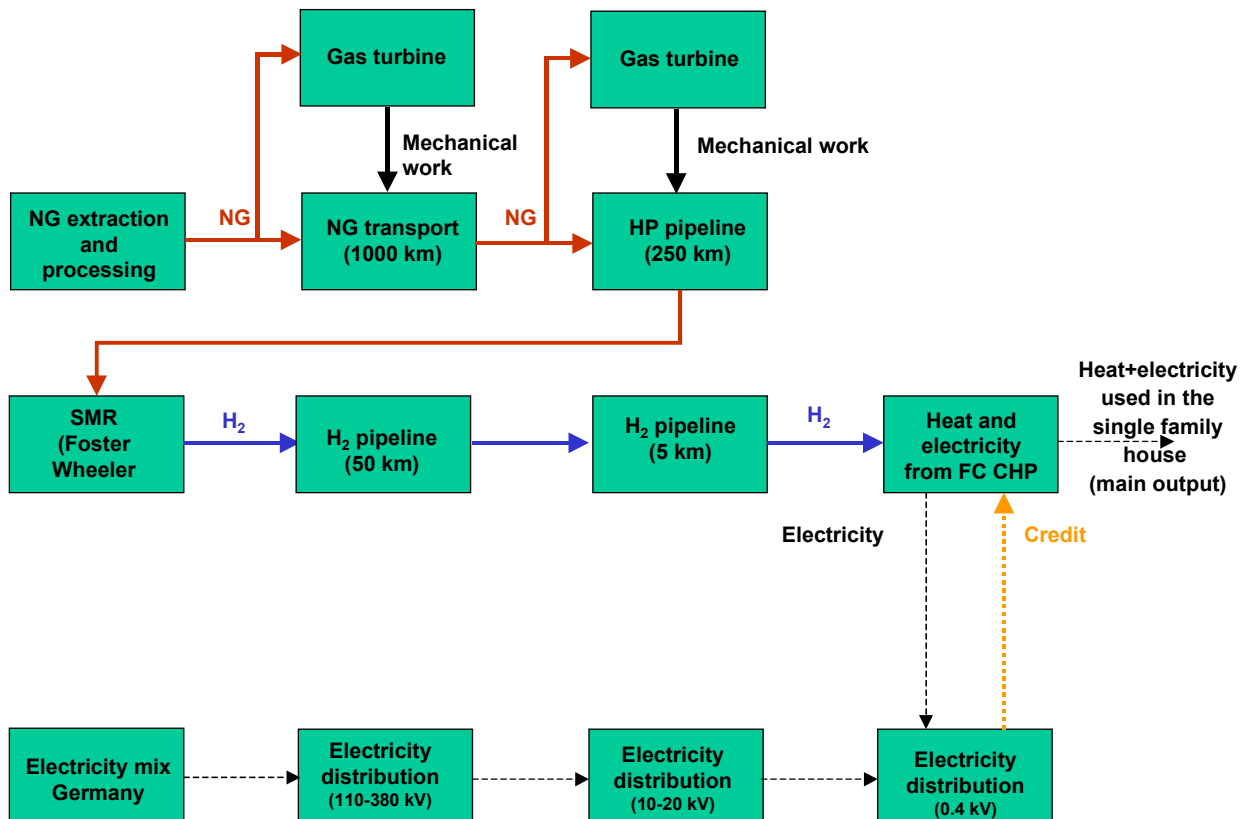 Gas turbine
Gas turbine
Mechanical
work
Mechanical work
NG extraction
and
processing
NG
NG transport
(1000 km)
NG
HP pipeline
(250 km)
SMR
(Foster
Wheeler
H₂
H₂ pipeline
(50 km)
H₂ pipeline
(5 km)
H₂
Heat and
electricity
from FC CHP
Heat+electricity
used in the
single family
house
(main output)
Electricity
Credit
Electricity mix
Germany
Electricity
distribution
(110-380 kV)
Electricity
distribution
(10-20 kV)
Electricity
distribution
(0.4 kV)